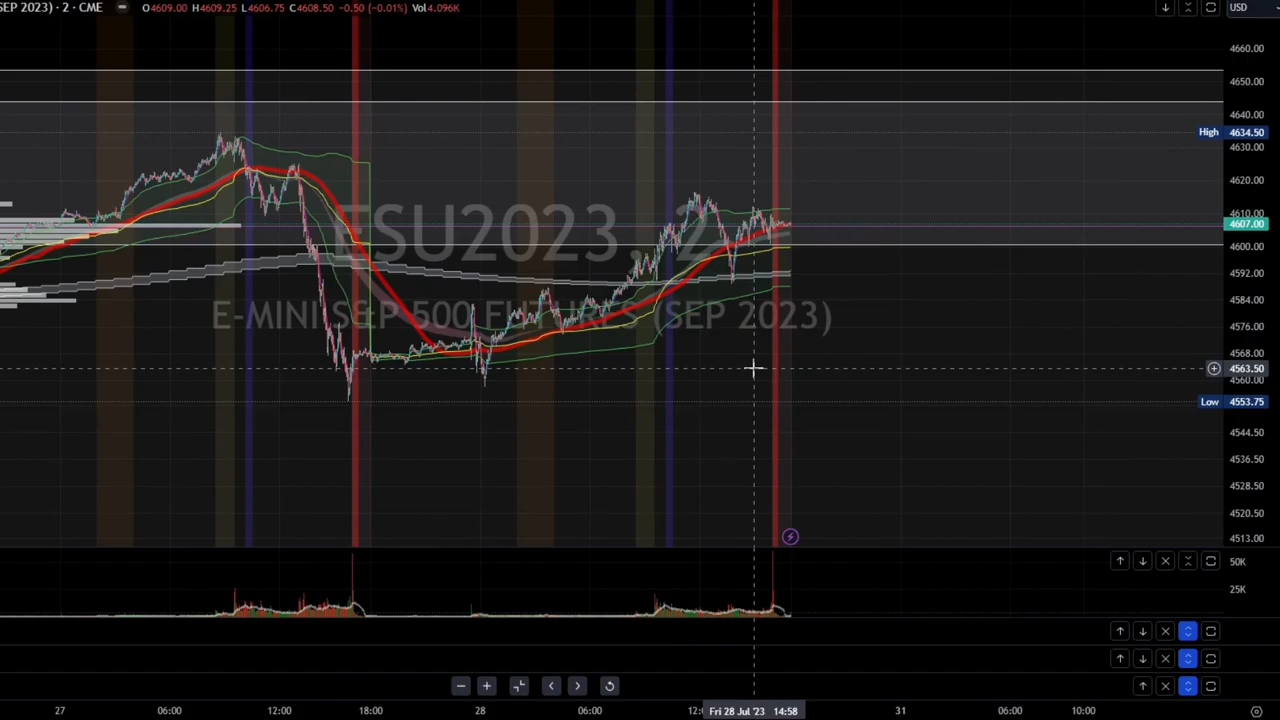 SEP 2023) · 2 · CME O4609.00 H4609.25 L4606.75 C4608.50 −0.50 (−0.01%) Vol4.096K
USD
4660.00
4650.00
4640.00
High 4634.50
4630.00
4620.00
4610.00
4607.00
4600.00
4592.00
4584.00
4576.00
4568.00
4563.50
4560.00
Low 4553.75
4544.50
4536.50
4528.50
4520.50
4513.00
ESU2023, 2
E-MINI S&P 500 FUTURES (SEP 2023)
50K
25K
27 06:00 12:00 18:00 28 06:00 Fri 28 Jul '23 14:58 31 06:00 10:00